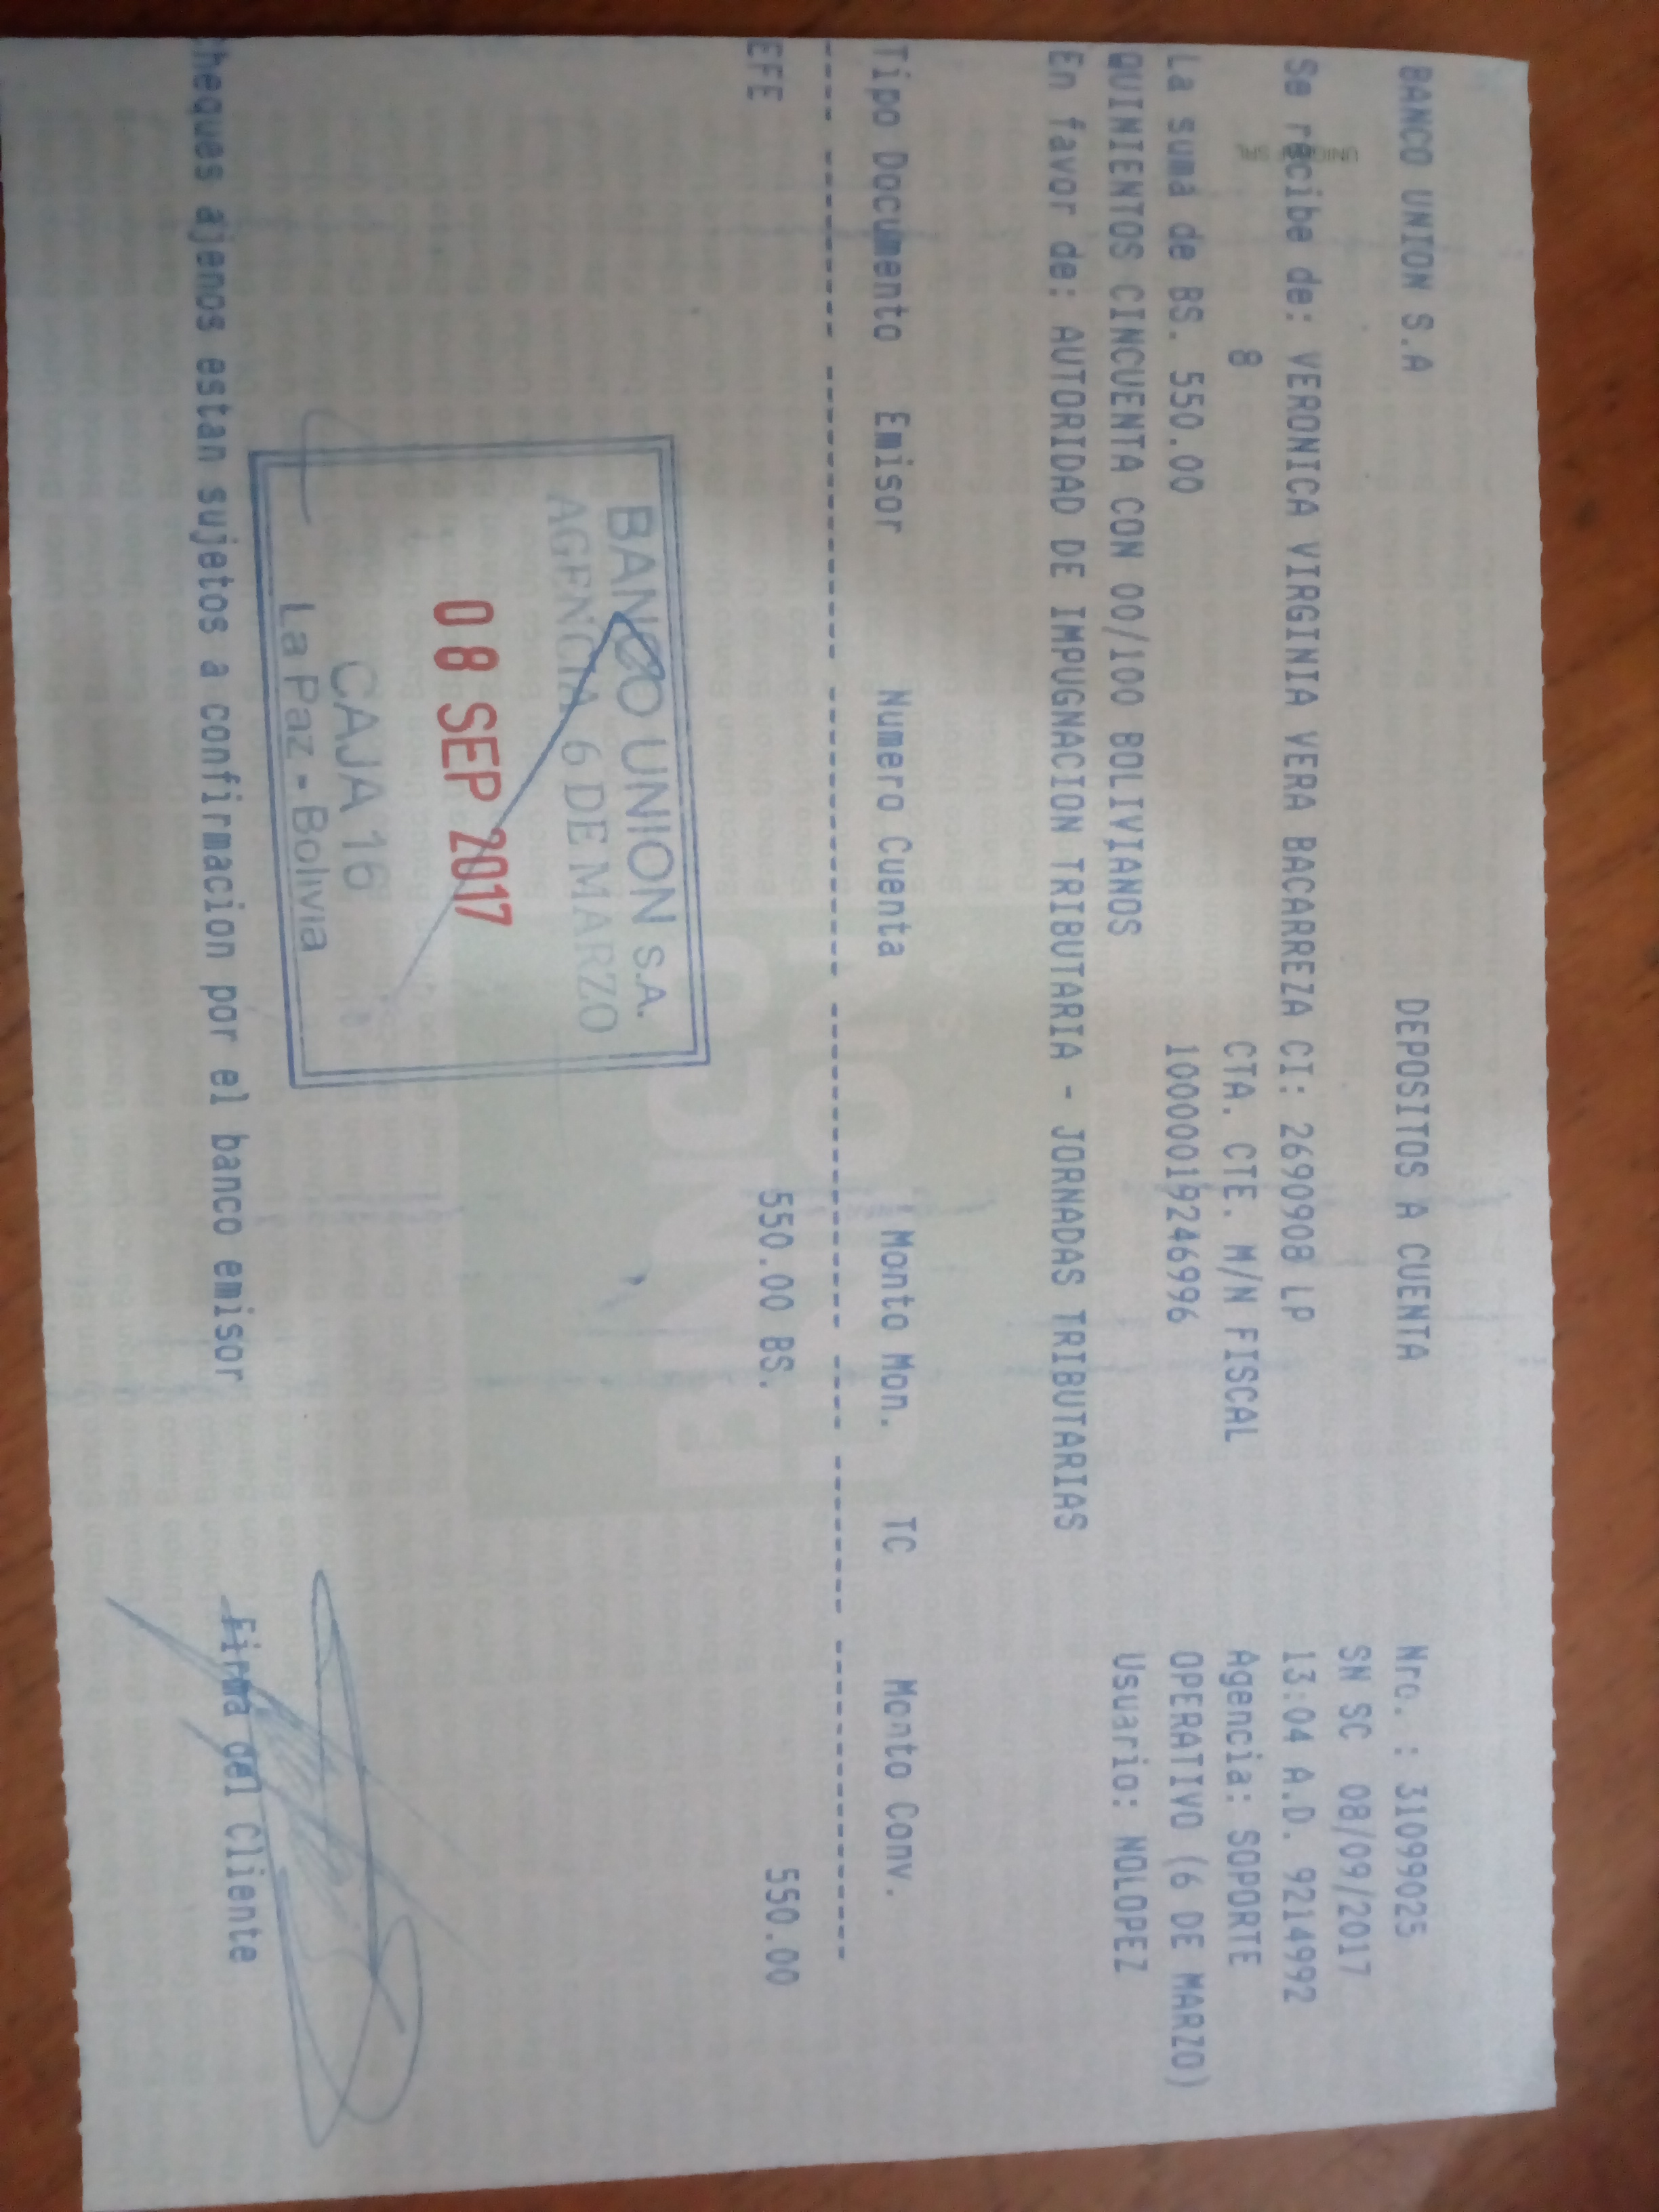 BANCO UNION S.A DEPOSITOS A CUENTA Nro. : 31099025
SN SC 08/09/2017
Se recibe de: VERONICA VIRGINIA VERA BACARREZA CI: 2690908 LP 13:04 A.D. 9214992
8 CTA. CTE. M/N FISCAL Agencia: SOPORTE
La suma de BS. 550.00 10000019246996 OPERATIVO (6 DE MARZO)
QUINIENTOS CINCUENTA CON 00/100 BOLIVIANOS Usuario: NOLOPEZ
En favor de: AUTORIDAD DE IMPUGNACION TRIBUTARIA - JORNADAS TRIBUTARIAS
Tipo Documento Emisor Numero Cuenta Monto Mon. TC Monto Conv.
EFE 550.00 BS. 550.00
BANCO UNION S.A.
AGENCIA 6 DE MARZO
08 SEP 2017
CAJA 16
La Paz - Bolivia
cheques ajenos estan sujetos a confirmacion por el banco emisor Firma del Cliente